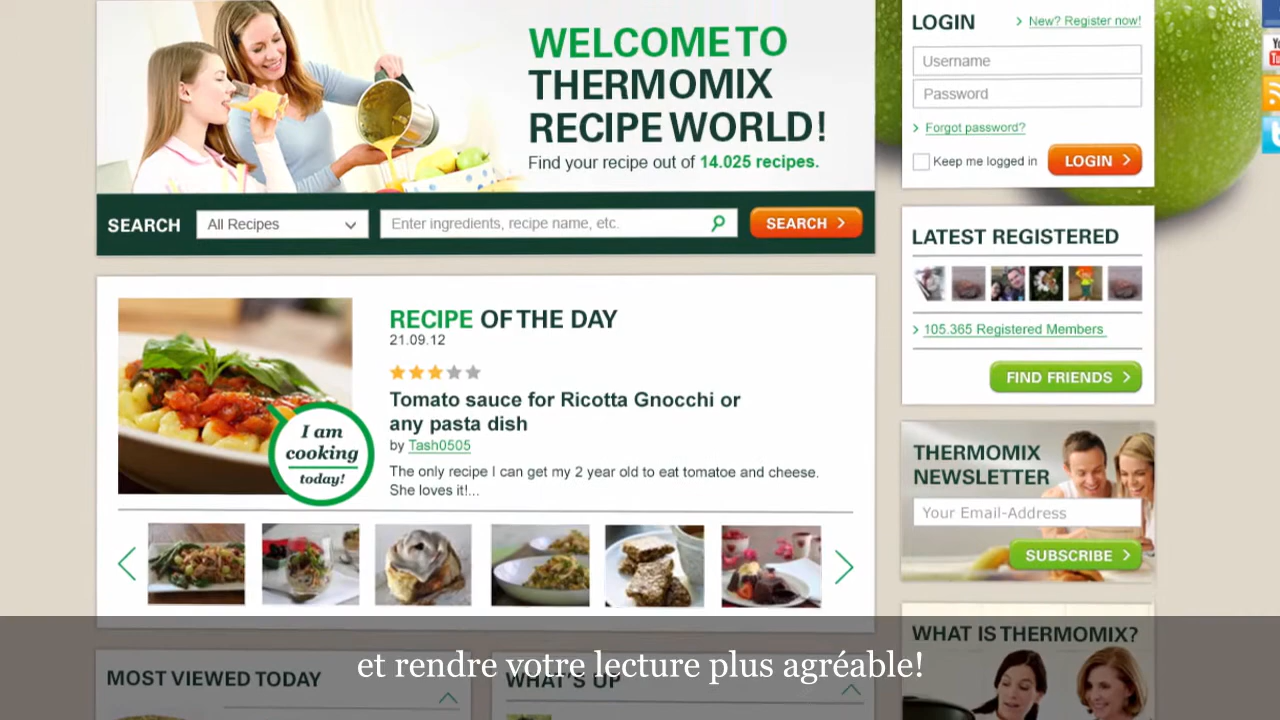 WELCOME TO
THERMOMIX
RECIPE WORLD!
Find your recipe out of 14.025 recipes.
SEARCH
All Recipes
Enter ingredients, recipe name, etc.
SEARCH
RECIPE OF THE DAY
21.09.12
Tomato sauce for Ricotta Gnocchi or
any pasta dish
by Tash0505
The only recipe I can get my 2 year old to eat tomatoe and cheese.
She loves it!...
I am
cooking
today!
MOST VIEWED TODAY
WHAT'S UP
LOGIN
New? Register now!
Username
Password
Forgot password?
Keep me logged in
LOGIN
LATEST REGISTERED
105.365 Registered Members
FIND FRIENDS
THERMOMIX
NEWSLETTER
Your Email-Address
SUBSCRIBE
WHAT IS THERMOMIX?
et rendre votre lecture plus agréable!